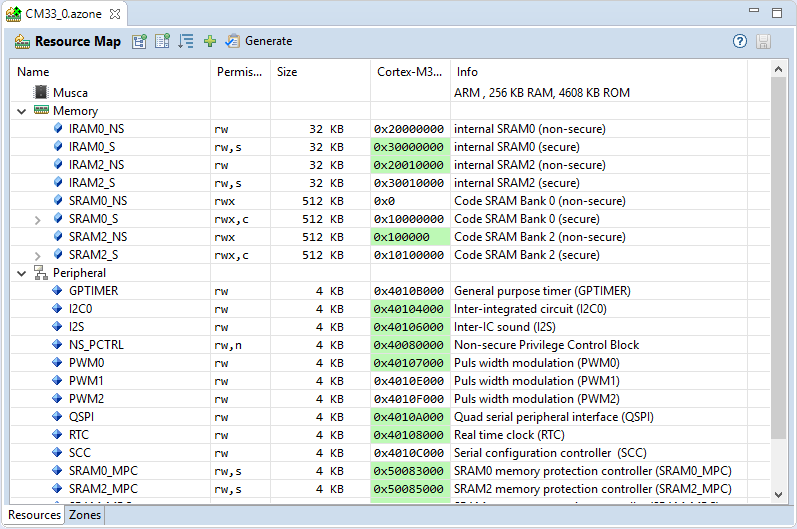 CM33_0.azone
Resource Map Generate
Name Permis... Size Cortex-M3... Info
Musca ARM , 256 KB RAM, 4608 KB ROM
Memory
IRAM0_NS rw 32 KB 0x20000000 internal SRAM0 (non-secure)
IRAM0_S rw,s 32 KB 0x30000000 internal SRAM0 (secure)
IRAM2_NS rw 32 KB 0x20010000 internal SRAM2 (non-secure)
IRAM2_S rw,s 32 KB 0x30010000 internal SRAM2 (secure)
SRAM0_NS rwx 512 KB 0x0 Code SRAM Bank 0 (non-secure)
SRAM0_S rwx,c 512 KB 0x10000000 Code SRAM Bank 0 (secure)
SRAM2_NS rwx 512 KB 0x100000 Code SRAM Bank 2 (non-secure)
SRAM2_S rwx,c 512 KB 0x10100000 Code SRAM Bank 2 (secure)
Peripheral
GPTIMER rw 4 KB 0x4010B000 General purpose timer (GPTIMER)
I2C0 rw 4 KB 0x40104000 Inter-integrated circuit (I2C0)
I2S rw 4 KB 0x40106000 Inter-IC sound (I2S)
NS_PCTRL rw,n 4 KB 0x40080000 Non-secure Privilege Control Block
PWM0 rw 4 KB 0x40107000 Puls width modulation (PWM0)
PWM1 rw 4 KB 0x4010E000 Puls width modulation (PWM1)
PWM2 rw 4 KB 0x4010F000 Puls width modulation (PWM2)
QSPI rw 4 KB 0x4010A000 Quad serial peripheral interface (QSPI)
RTC rw 4 KB 0x40108000 Real time clock (RTC)
SCC rw 4 KB 0x4010C000 Serial configuration controller (SCC)
SRAM0_MPC rw,s 4 KB 0x50083000 SRAM0 memory protection controller (SRAM0_MPC)
SRAM2_MPC rw,s 4 KB 0x50085000 SRAM2 memory protection controller (SRAM2_MPC)
Resources Zones